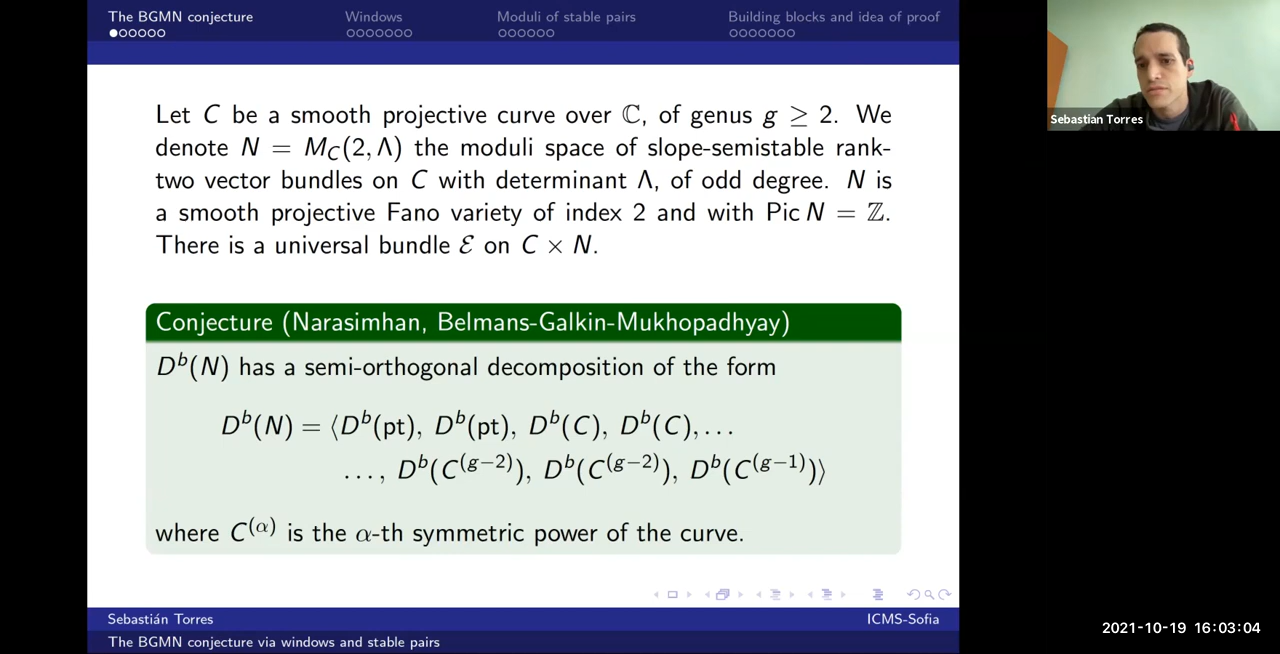 The BGMN conjecture
Windows
Moduli of stable pairs
Building blocks and idea of proof
Let C be a smooth projective curve over ℂ, of genus g ≥ 2. We
denote N = M_C(2, Λ) the moduli space of slope-semistable rank-
two vector bundles on C with determinant Λ, of odd degree. N is
a smooth projective Fano variety of index 2 and with Pic N = ℤ.
There is a universal bundle ℰ on C × N.
Conjecture (Narasimhan, Belmans-Galkin-Mukhopadhyay)
D^b(N) has a semi-orthogonal decomposition of the form
D^b(N) = ⟨D^b(pt), D^b(pt), D^b(C), D^b(C), …
…, D^b(C^(g−2)), D^b(C^(g−2)), D^b(C^(g−1))⟩
where C^(α) is the α-th symmetric power of the curve.
Sebastián Torres
ICMS-Sofia
The BGMN conjecture via windows and stable pairs
Sebastian Torres
2021-10-19 16:03:04